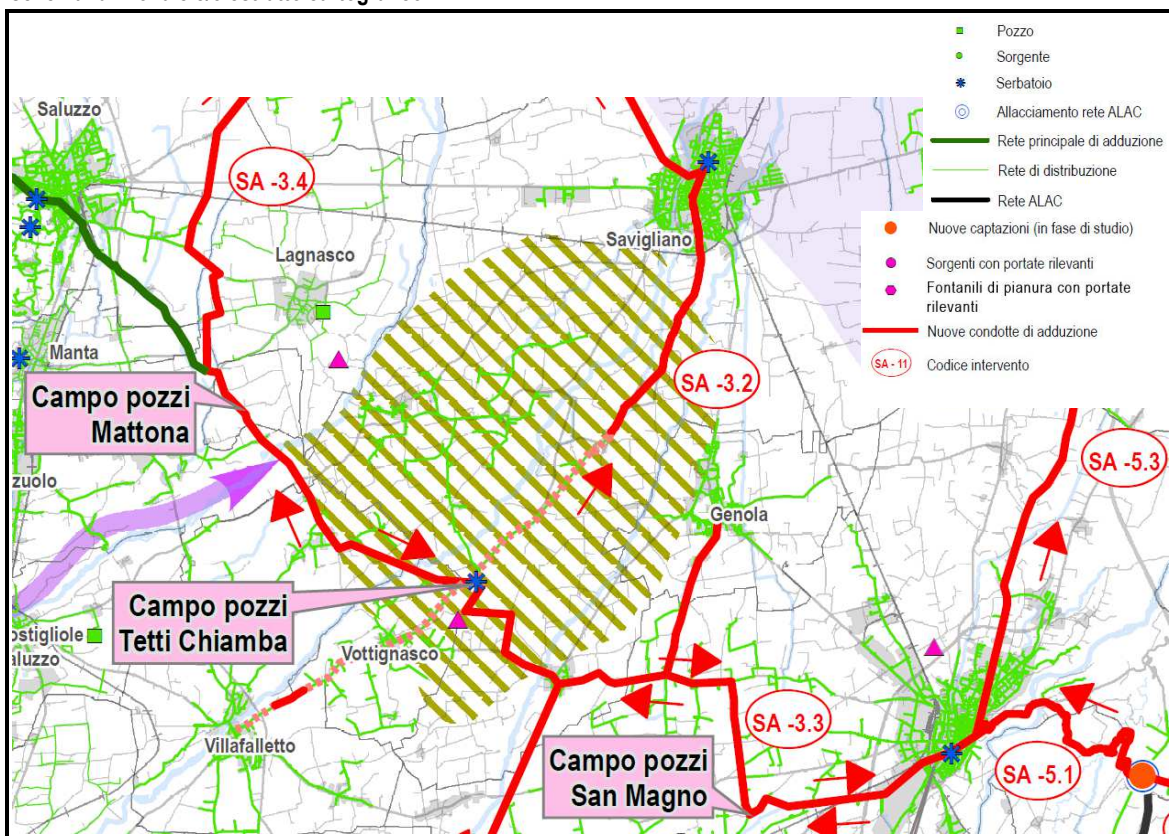 Pozzo
Sorgente
Serbatoio
Allacciamento rete ALAC
Rete principale di adduzione
Rete di distribuzione
Rete ALAC
Nuove captazioni (in fase di studio)
Sorgenti con portate rilevanti
Fontanili di pianura con portate
rilevanti
Nuove condotte di adduzione
SA - 11
Codice intervento
Saluzzo
SA -3.4
Savigliano
Lagnasco
Manta
SA -3.2
Campo pozzi
Mattona
SA -5.3
zuolo
Genola
Campo pozzi
Tetti Chiamba
ostigliole
aluzzo
Vottignasco
SA -3.3
Villafalletto
Campo pozzi
San Magno
SA -5.1